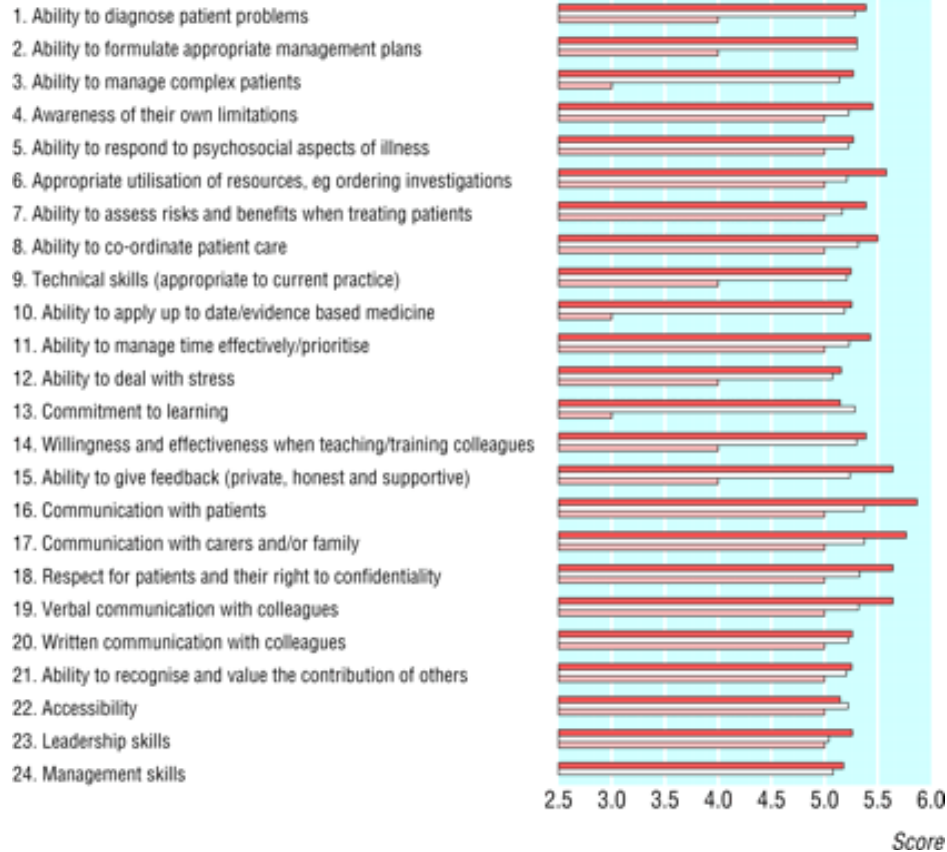 1. Ability to diagnose patient problems
2. Ability to formulate appropriate management plans
3. Ability to manage complex patients
4. Awareness of their own limitations
5. Ability to respond to psychosocial aspects of illness
6. Appropriate utilisation of resources, eg ordering investigations
7. Ability to assess risks and benefits when treating patients
8. Ability to co-ordinate patient care
9. Technical skills (appropriate to current practice)
10. Ability to apply up to date/evidence based medicine
11. Ability to manage time effectively/prioritise
12. Ability to deal with stress
13. Commitment to learning
14. Willingness and effectiveness when teaching/training colleagues
15. Ability to give feedback (private, honest and supportive)
16. Communication with patients
17. Communication with carers and/or family
18. Respect for patients and their right to confidentiality
19. Verbal communication with colleagues
20. Written communication with colleagues
21. Ability to recognise and value the contribution of others
22. Accessibility
23. Leadership skills
24. Management skills
2.5 3.0 3.5 4.0 4.5 5.0 5.5 6.0
Score